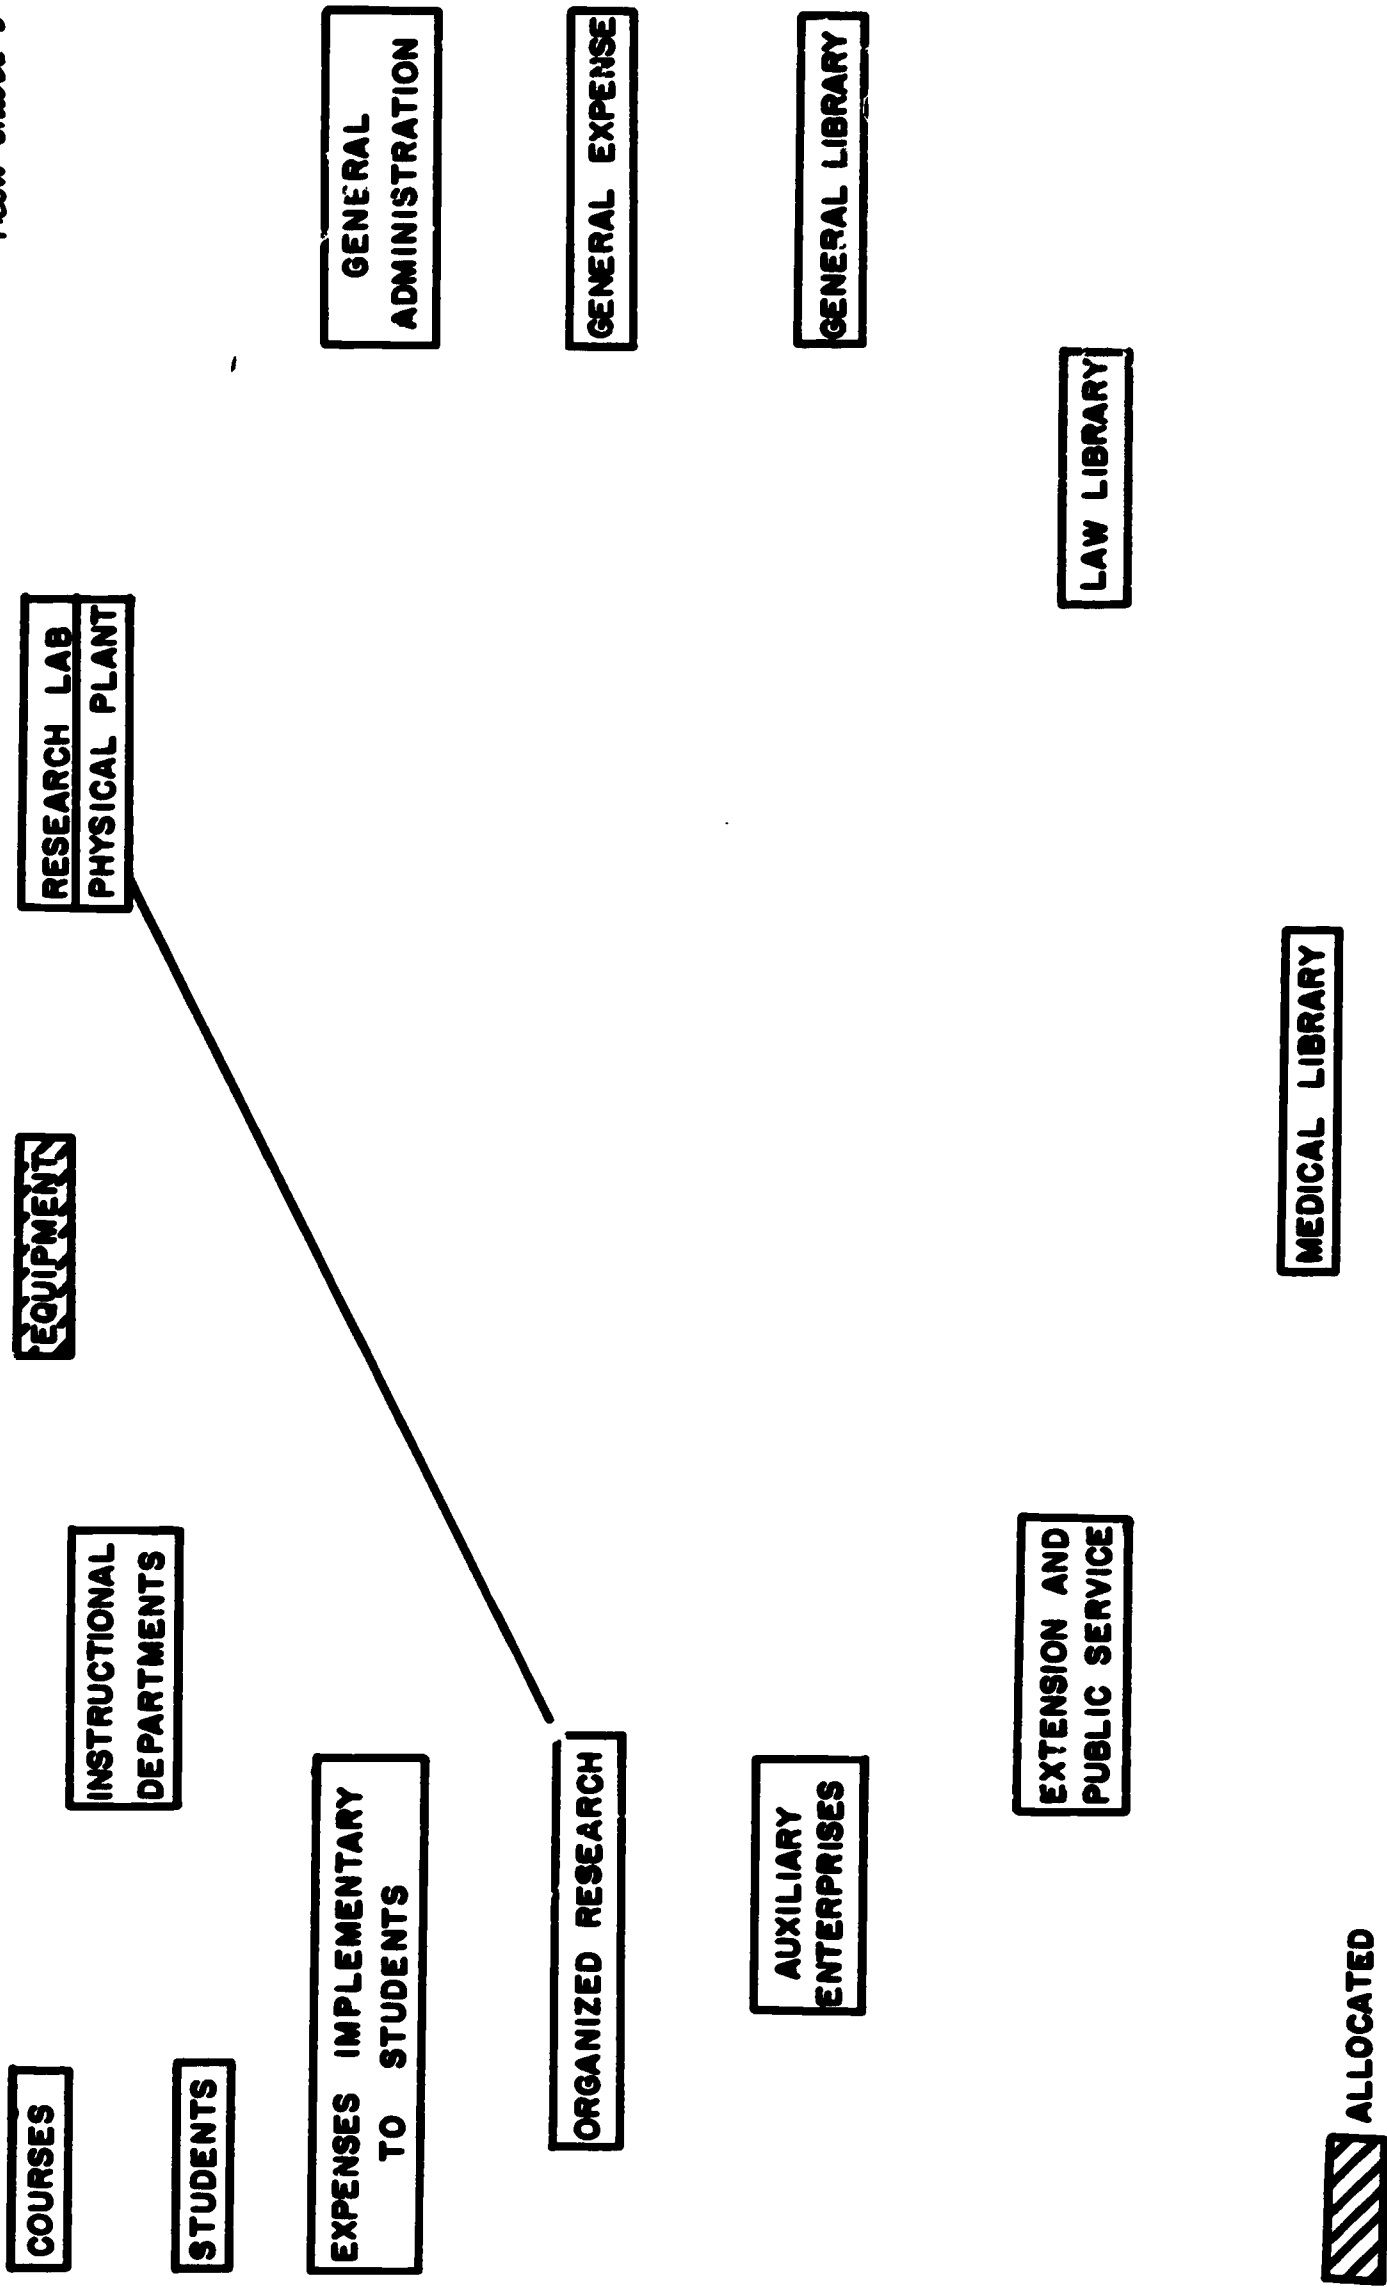 COURSES
STUDENTS
EXPENSES IMPLEMENTARY
TO STUDENTS
ORGANIZED RESEARCH
AUXILIARY
ENTERPRISES
EXTENSION AND
PUBLIC SERVICE
INSTRUCTIONAL
DEPARTMENTS
EQUIPMENT
RESEARCH LAB
PHYSICAL PLANT
GENERAL
ADMINISTRATION
GENERAL EXPENSE
GENERAL LIBRARY
LAW LIBRARY
MEDICAL LIBRARY
ALLOCATED